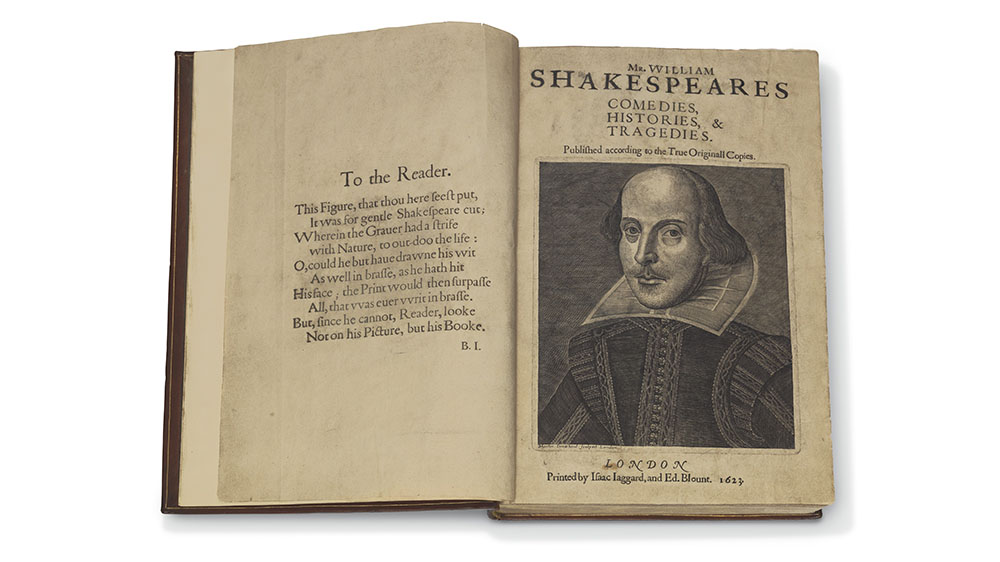 To the Reader.
This Figure, that thou here ſeeſt put,
It was for gentle Shakeſpeare cut;
Wherein the Grauer had a ſtrife
with Nature, to out-doo the life :
O, could he but haue dravvne his vvit
As well in braſſe, as he hath hit
His face ; the Print vvould then ſurpaſſe
All, that vvas euer vvrit in braſſe.
But, ſince he cannot, Reader, looke
Not on his Picture, but his Booke.
B. I.
Mr. WILLIAM
SHAKESPEARES
COMEDIES,
HISTORIES, &
TRAGEDIES.
Publiſhed according to the True Originall Copies.
Martin Droeshout ſculpſit London
LONDON
Printed by Iſaac Iaggard, and Ed. Blount. 1623.